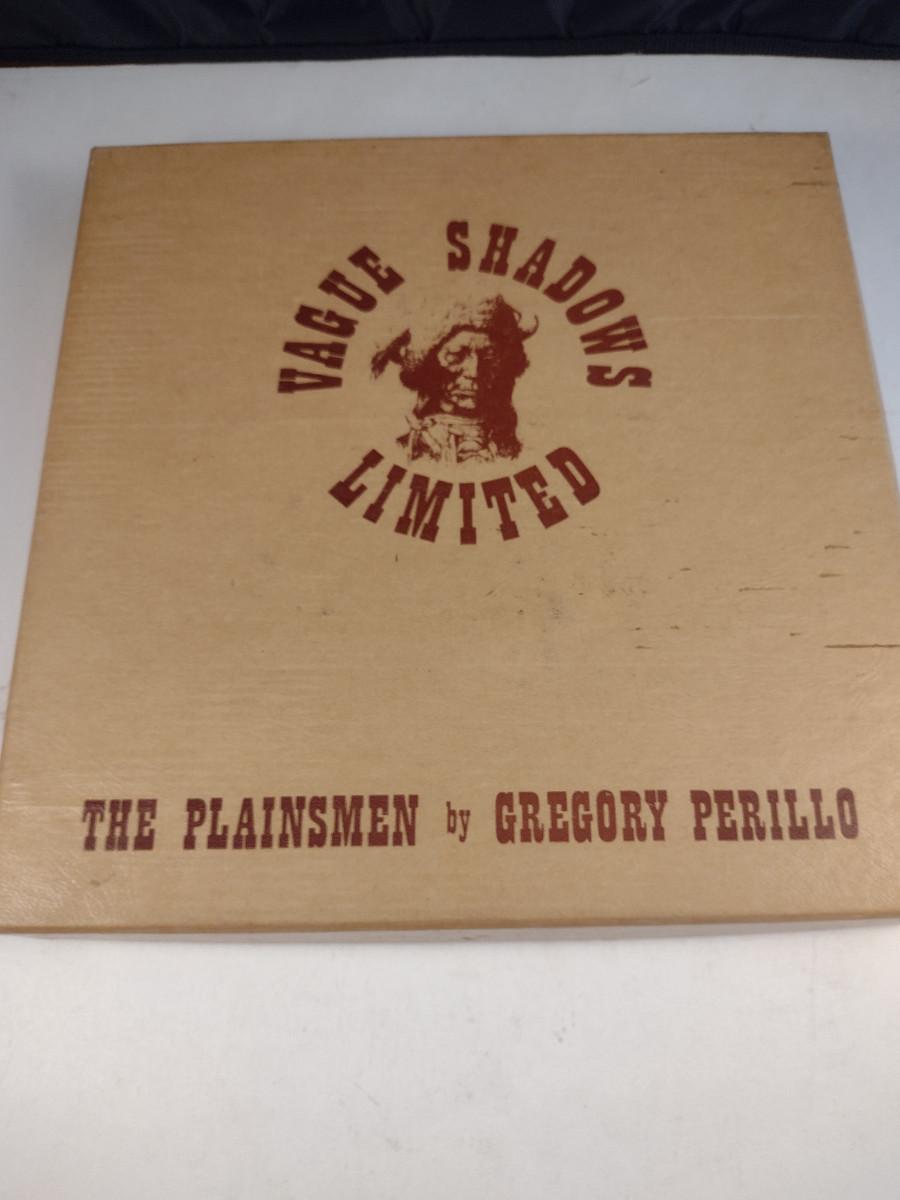 VAGUE SHADOWS
LIMITED
THE PLAINSMEN by GREGORY PERILLO